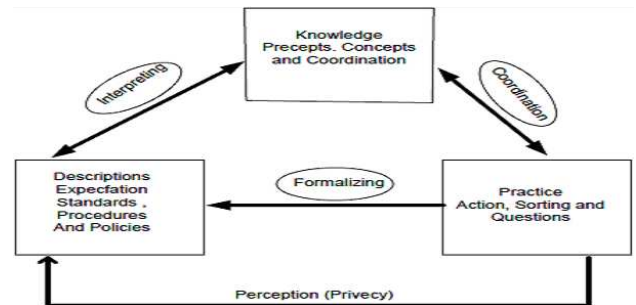 Knowledge
Precepts. Concepts
and Coordination
Interpreting
Coordination
Descriptions
Expecfation
Standards .
Procedures
And Policies
Formalizing
Practice
Action, Sorting and
Questions
Perception (Privecy)